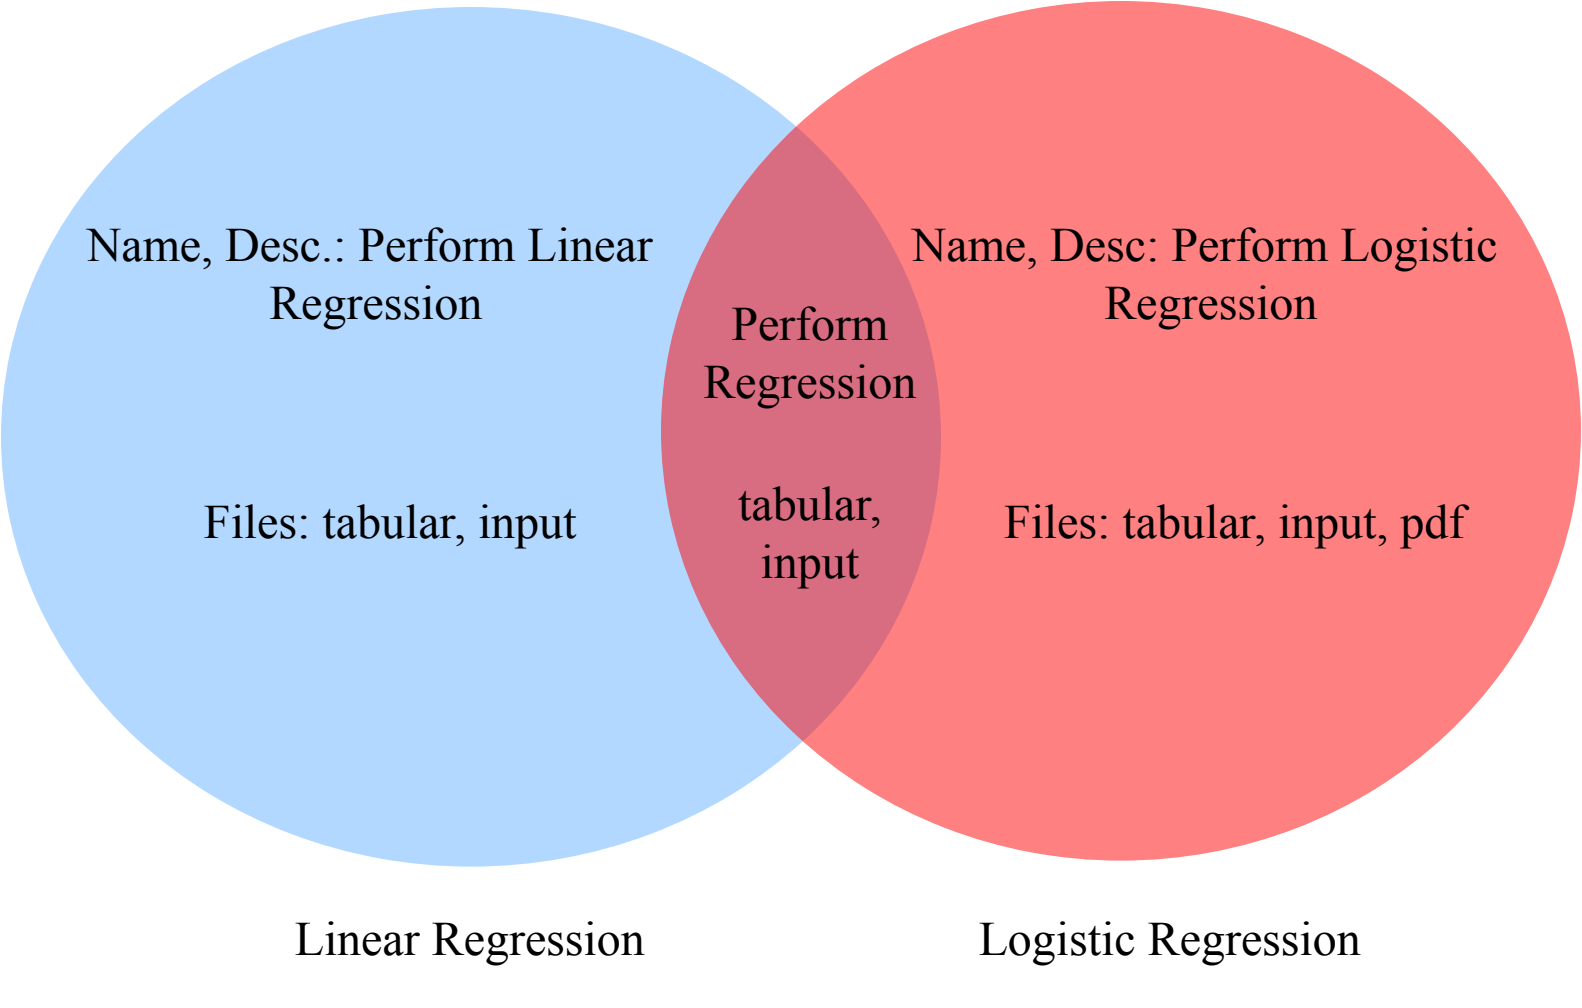 Name, Desc.: Perform Linear
Regression
Files: tabular, input
Perform
Regression
tabular,
input
Name, Desc: Perform Logistic
Regression
Files: tabular, input, pdf
Linear Regression
Logistic Regression